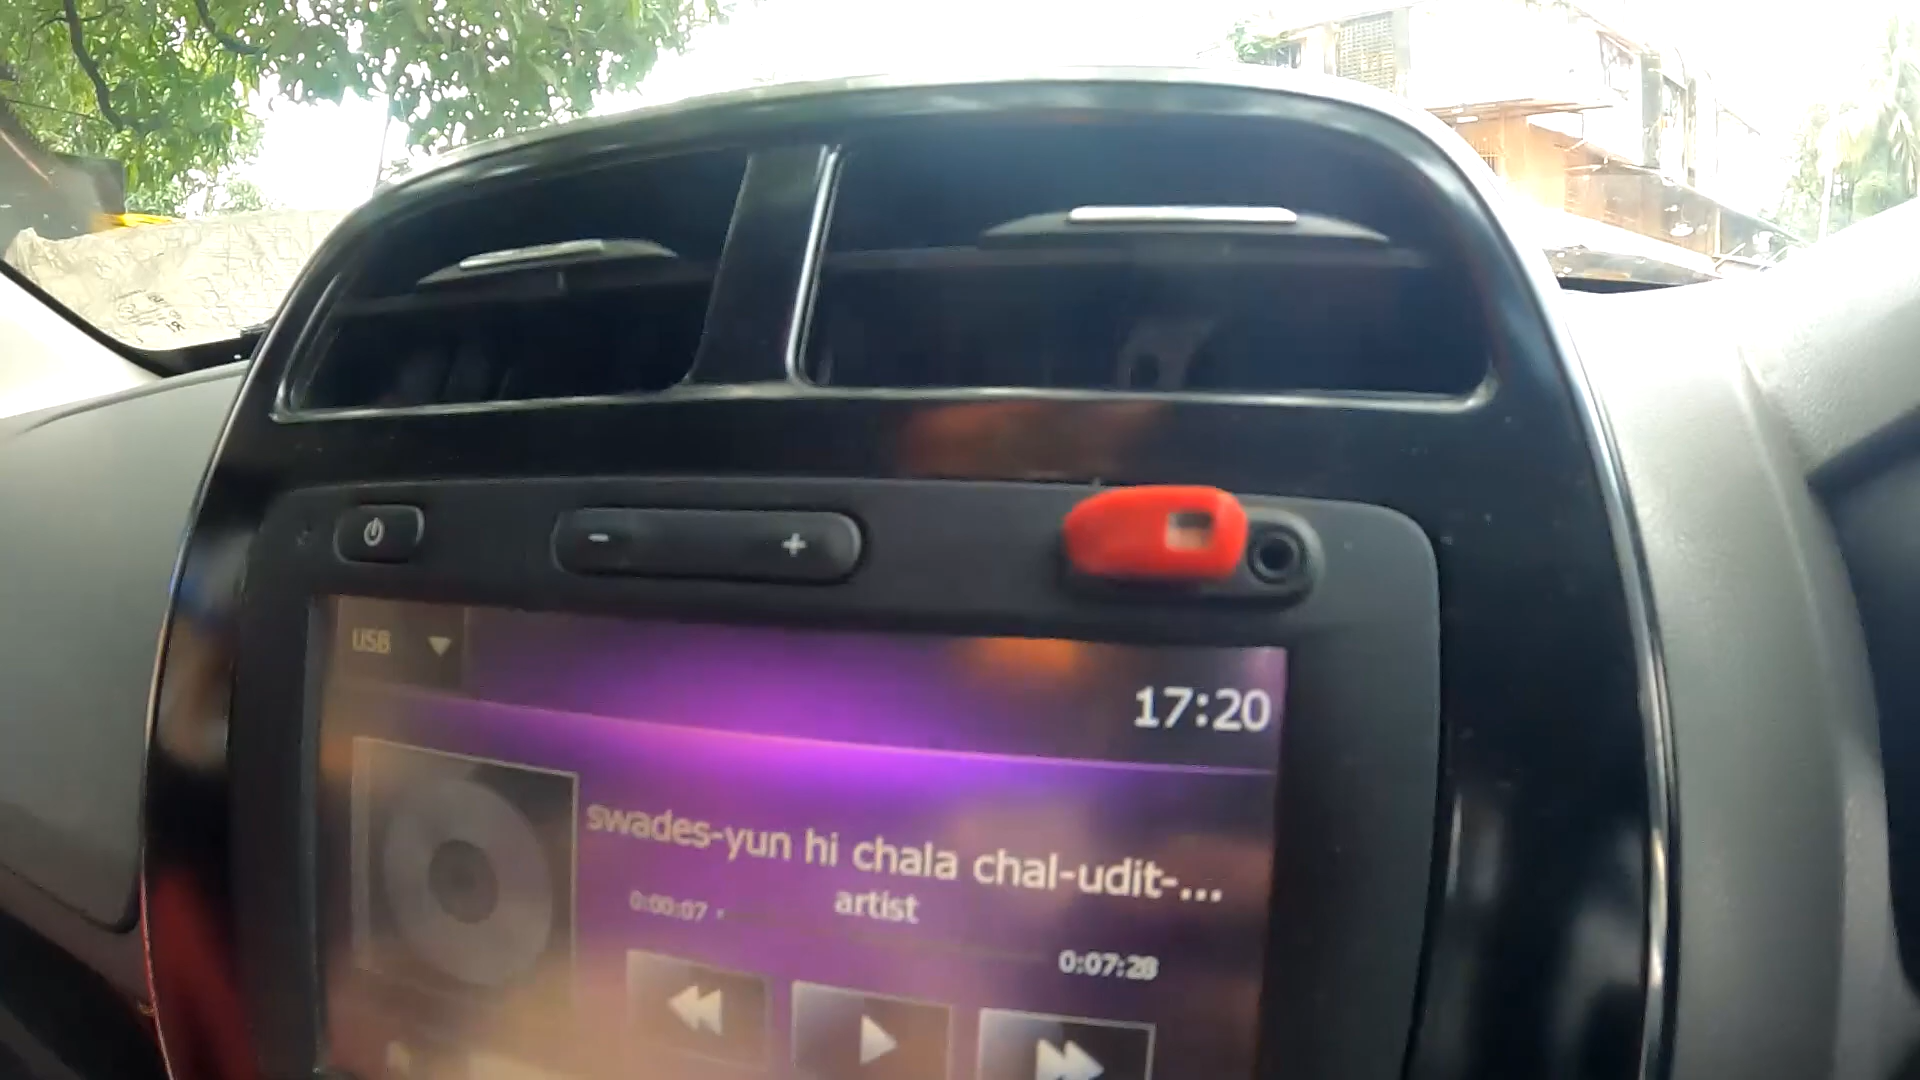 - +
USB
17:20
swades-yun hi chala chal-udit-...
artist
0:00:07
0:07:28